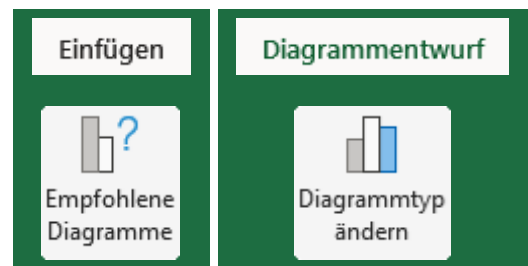 Einfügen
Empfohlene
Diagramme
Diagrammentwurf
Diagrammtyp
ändern